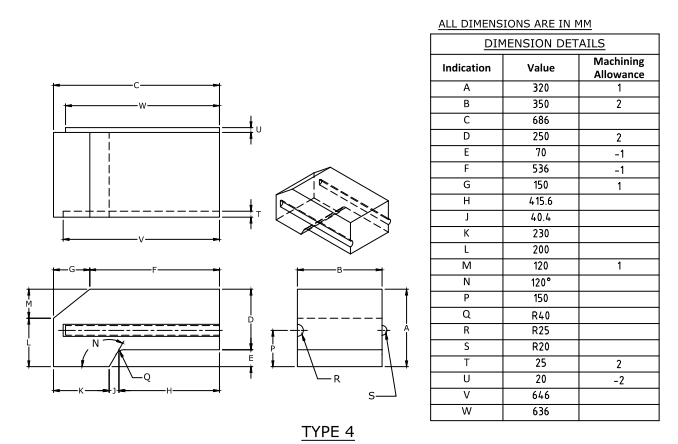 ALL DIMENSIONS ARE IN MM
DIMENSION DETAILS
Indication Value Machining Allowance
A 320 1
B 350 2
C 686
D 250 2
E 70 -1
F 536 -1
G 150 1
H 415.6
J 40.4
K 230
L 200
M 120 1
N 120°
P 150
Q R40
R R25
S R20
T 25 2
U 20 -2
V 646
W 636
C
W
U
T
V
G F B
M
D
A
N
L
P
E
Q
R
K J H
S
TYPE 4